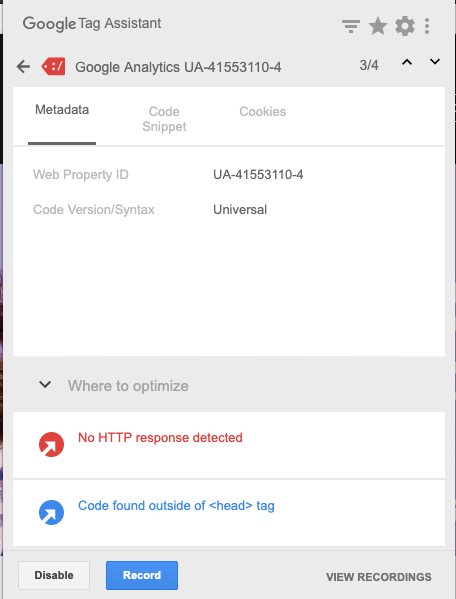 Google Tag Assistant
Google Analytics UA-41553110-4
3/4
Metadata
Code
Snippet
Cookies
Web Property ID
UA-41553110-4
Code Version/Syntax
Universal
Where to optimize
No HTTP response detected
Code found outside of <head> tag
Disable
Record
VIEW RECORDINGS